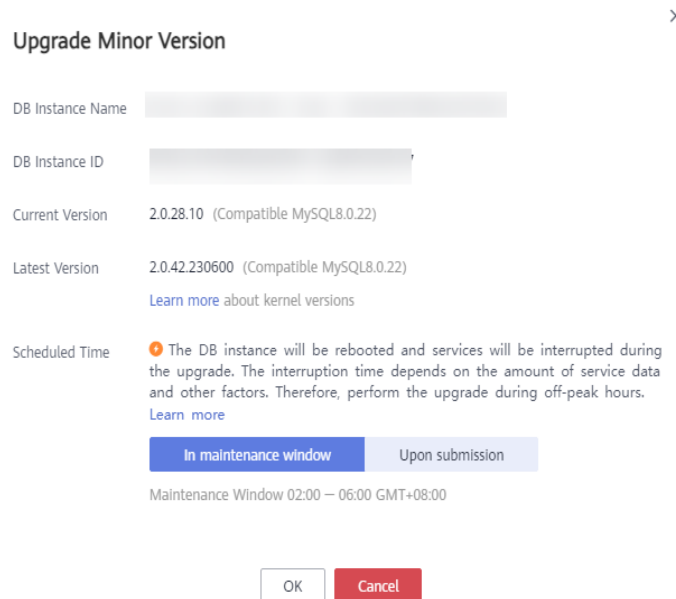 Upgrade Minor Version
DB Instance Name
DB Instance ID
Current Version 2.0.28.10 (Compatible MySQL8.0.22)
Latest Version 2.0.42.230600 (Compatible MySQL8.0.22)
Learn more about kernel versions
Scheduled Time The DB instance will be rebooted and services will be interrupted during
the upgrade. The interruption time depends on the amount of service data
and other factors. Therefore, perform the upgrade during off-peak hours.
Learn more
In maintenance window Upon submission
Maintenance Window 02:00 — 06:00 GMT+08:00
OK Cancel